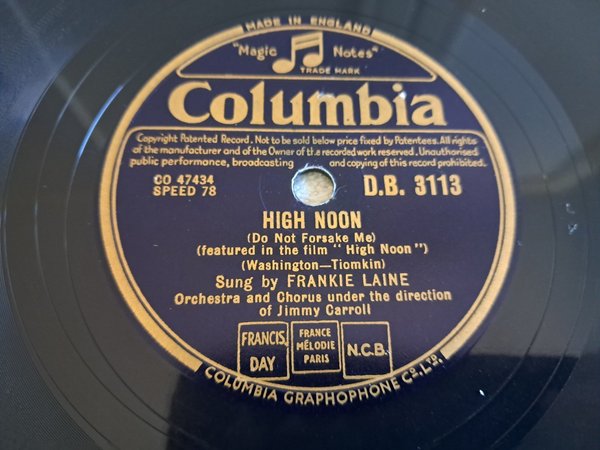 MADE IN ENGLAND
"Magic Notes"
TRADE MARK
Columbia
Copyright Patented Record. Not to be sold below price fixed by Patentees. All rights
of the manufacturer and of the Owner of the recorded work reserved. Unauthorised
public performance, broadcasting and copying of this record prohibited.
CO 47434
SPEED 78
D.B. 3113
HIGH NOON
(Do Not Forsake Me)
(featured in the film "High Noon")
(Washington—Tiomkin)
Sung by FRANKIE LAINE
Orchestra and Chorus under the direction
of Jimmy Carroll
FRANCIS, DAY
FRANCE MÉLODIE PARIS
N.C.B.
COLUMBIA GRAPHOPHONE CO. LTD.